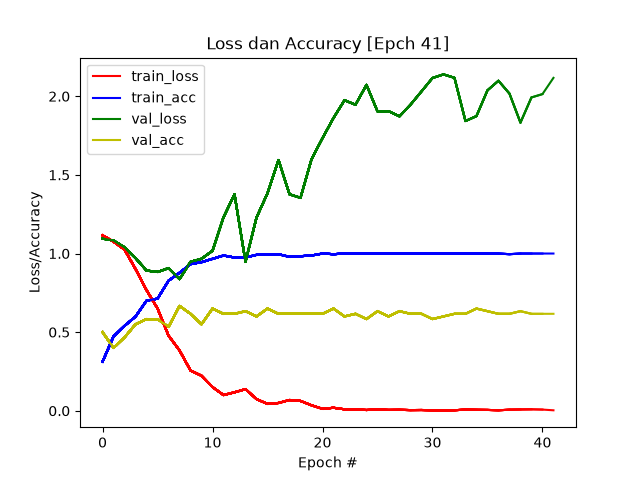 Loss dan Accuracy [Epch 41]
train_loss
train_acc
val_loss
val_acc
Loss/Accuracy
2.0
1.5
1.0
0.5
0.0
0
10
20
30
40
Epoch #